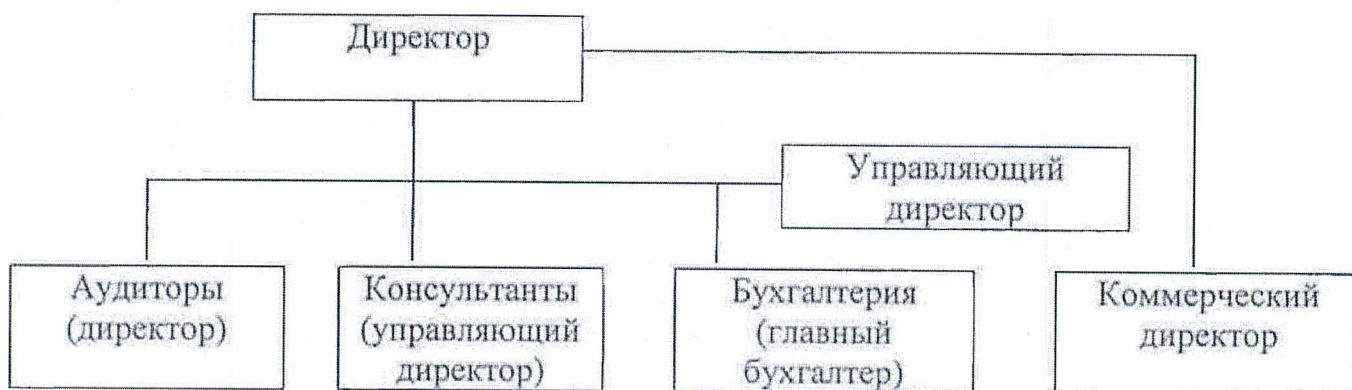 Директор
Управляющий
директор
Аудиторы
(директор)
Консультанты
(управляющий
директор)
Бухгалтерия
(главный
бухгалтер)
Коммерческий
директор